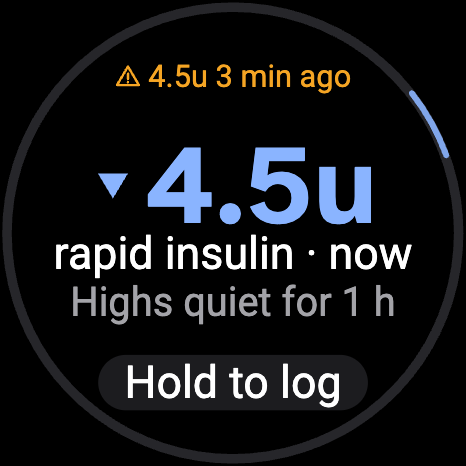 ⚠ 4.5u 3 min ago
4.5u
rapid insulin · now
Highs quiet for 1 h
Hold to log